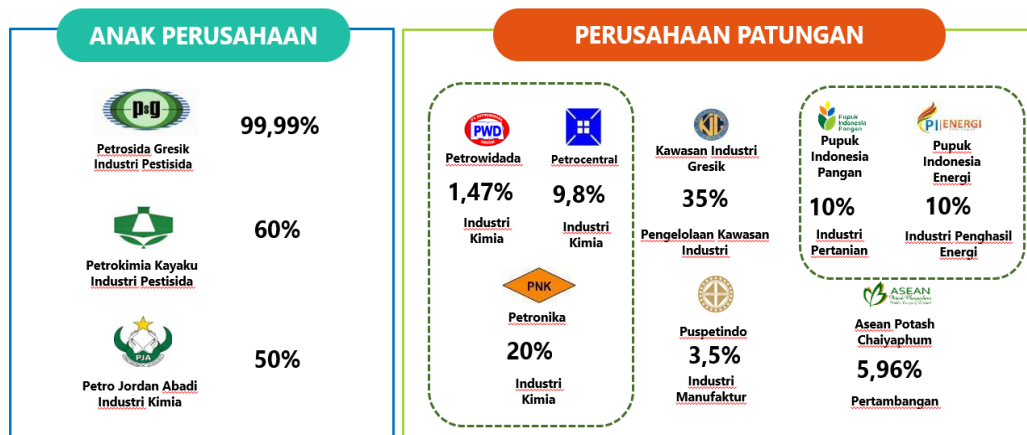 ANAK PERUSAHAAN
psg
Petrosida Gresik
Industri Pestisida
99,99%
Petrokimia Kayaku
Industri Pestisida
60%
PJA
Petro Jordan Abadi
Industri Kimia
50%
PERUSAHAAN PATUNGAN
PWD
Petrowidada
1,47%
Industri
Kimia
Petrocentral
9,8%
Industri
Kimia
PNK
Petronika
20%
Industri
Kimia
KIG
Kawasan Industri
Gresik
35%
Pengelolaan Kawasan
Industri
Puspetindo
3,5%
Industri
Manufaktur
Pupuk
Indonesia
Pangan
Pupuk
Indonesia
Pangan
10%
Industri
Pertanian
PI ENERGI
Pupuk
Indonesia
Energi
10%
Industri Penghasil
Energi
ASEAN
Asean Potash
Chaiyaphum
5,96%
Pertambangan